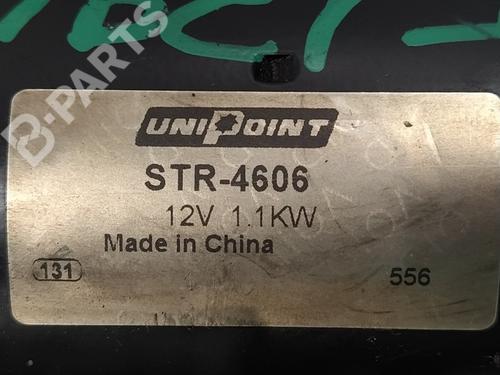 B-PARTS
UNIPOINT
STR-4606
12V 1.1KW
Made in China
131 556